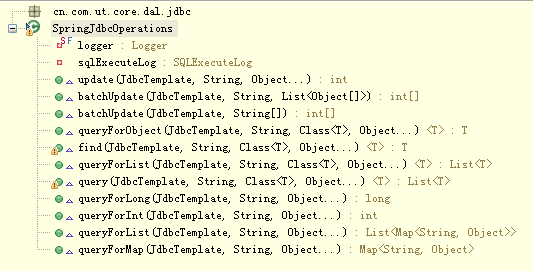 cn.com.ut.core.dal.jdbc
SpringJdbcOperations
S F logger : Logger
sqlExecuteLog : SQLExecuteLog
update(JdbcTemplate, String, Object...) : int
batchUpdate(JdbcTemplate, String, List<Object[]>) : int[]
batchUpdate(JdbcTemplate, String[]) : int[]
queryForObject(JdbcTemplate, String, Class<T>, Object...) <T> : T
find(JdbcTemplate, String, Class<T>, Object...) <T> : T
queryForList(JdbcTemplate, String, Class<T>, Object...) <T> : List<T>
query(JdbcTemplate, String, Class<T>, Object...) <T> : List<T>
queryForLong(JdbcTemplate, String, Object...) : long
queryForInt(JdbcTemplate, String, Object...) : int
queryForList(JdbcTemplate, String, Object...) : List<Map<String, Object>>
queryForMap(JdbcTemplate, String, Object...) : Map<String, Object>